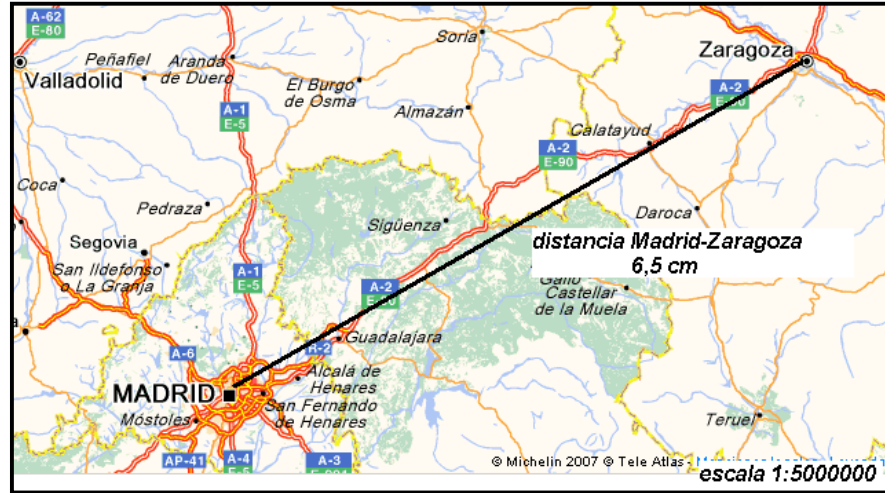 A-62
E-80
Valladolid
Peñafiel
Aranda
de Duero
Soria
Zaragoza
El Burgo
de Osma
A-2
A-1
E-5
Almazán
Calatayud
A-2
E-90
Coca
Pedraza
Sigüenza
Daroca
Segovia
distancia Madrid-Zaragoza
6,5 cm
San Ildefonso
o La Granja
A-1
E-5
A-2
Gallo
Castellar
de la Muela
Guadalajara
A-6
R-2
MADRID
Alcalá de
Henares
San Fernando
de Henares
Móstoles
Teruel
AP-41
A-4
E-5
A-3
© Michelin 2007 © Tele Atlas -
escala 1:5000000